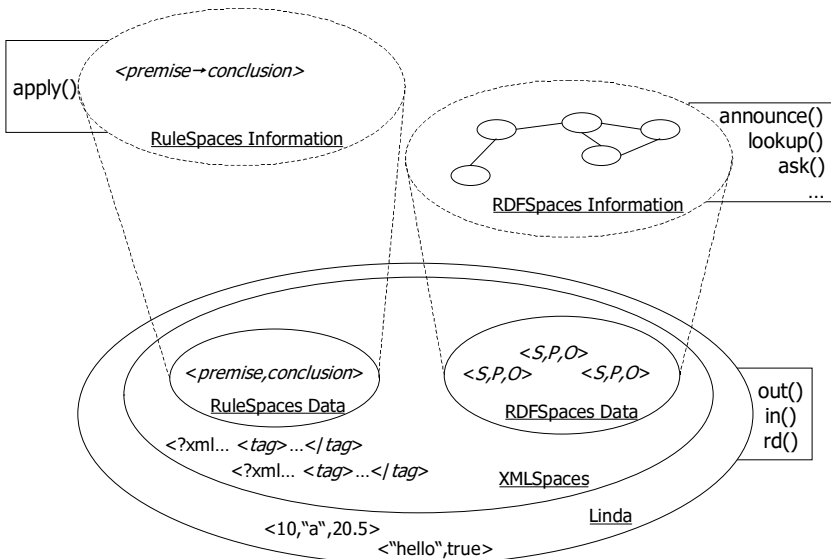 apply()
<premise→conclusion>
RuleSpaces Information
announce()
lookup()
ask()
...
RDFSpaces Information
<premise,conclusion>
RuleSpaces Data
<S,P,O>
<S,P,O> <S,P,O>
RDFSpaces Data
out()
in()
rd()
<?xml... <tag>...</tag>
<?xml... <tag>...</tag>
XMLSpaces
Linda
<10,"a",20.5>
<"hello",true>